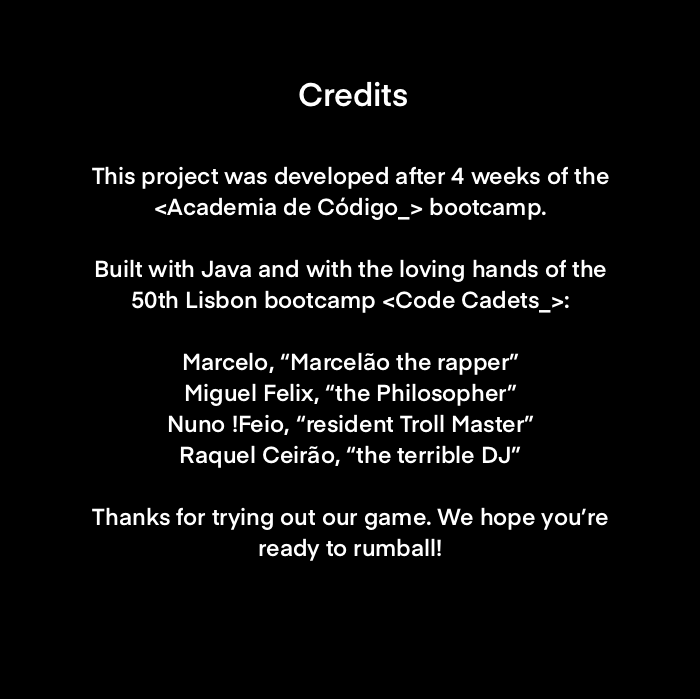 Credits
This project was developed after 4 weeks of the
<Academia de Código_> bootcamp.
Built with Java and with the loving hands of the
50th Lisbon bootcamp <Code Cadets_>:
Marcelo, “Marcelão the rapper”
Miguel Felix, “the Philosopher”
Nuno !Feio, “resident Troll Master”
Raquel Ceirão, “the terrible DJ”
Thanks for trying out our game. We hope you’re
ready to rumball!